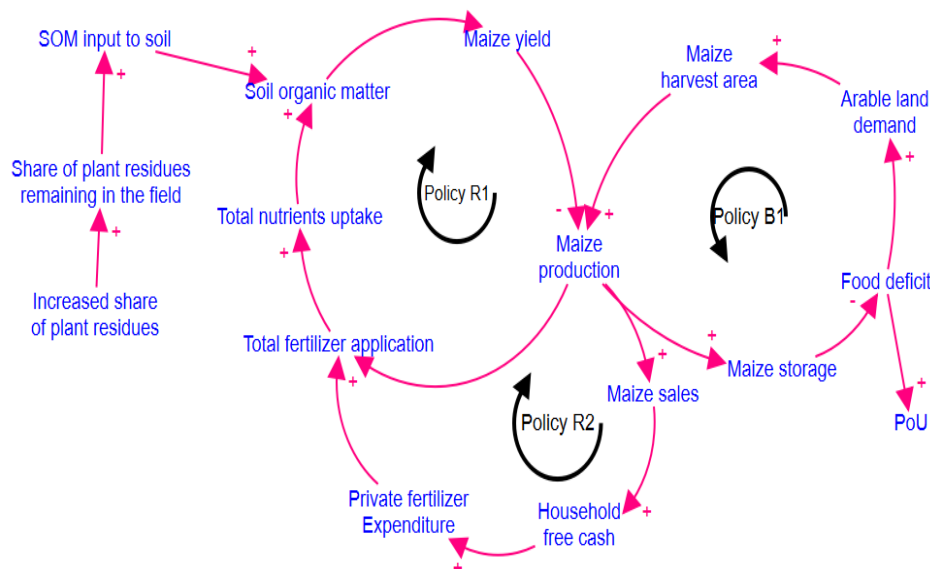 SOM input to soil
Maize yield
Maize
harvest area
Soil organic matter
Arable land
demand
Share of plant residues
remaining in the field
Policy R1
Policy B1
Total nutrients uptake
Maize
production
Food deficit
Increased share
of plant residues
Total fertilizer application
Maize storage
Maize sales
PoU
Policy R2
Private fertilizer
Expenditure
Household
free cash
+
+
+
+
+
+
+
+
+
-
+
+
-
+
+
+
+
+